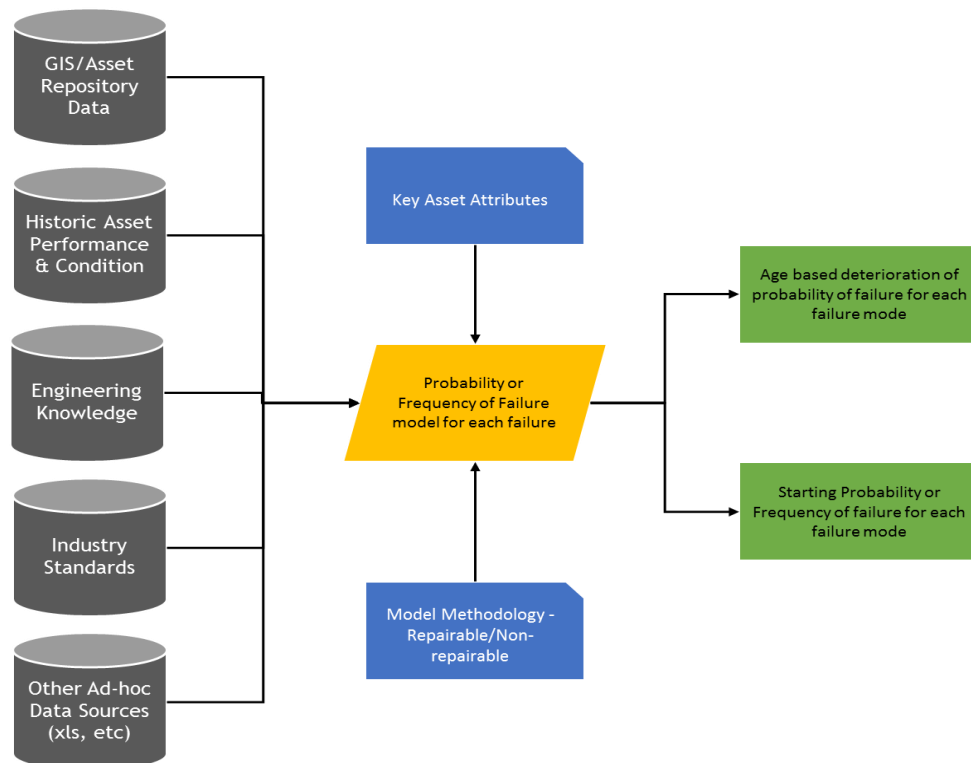 GIS/Asset
Repository
Data
Historic Asset
Performance
& Condition
Engineering
Knowledge
Industry
Standards
Other Ad-hoc
Data Sources
(xls, etc)
Key Asset Attributes
Probability or
Frequency of Failure
model for each failure
Model Methodology -
Repairable/Non-
repairable
Age based deterioration of
probability of failure for each
failure mode
Starting Probability or
Frequency of failure for each
failure mode